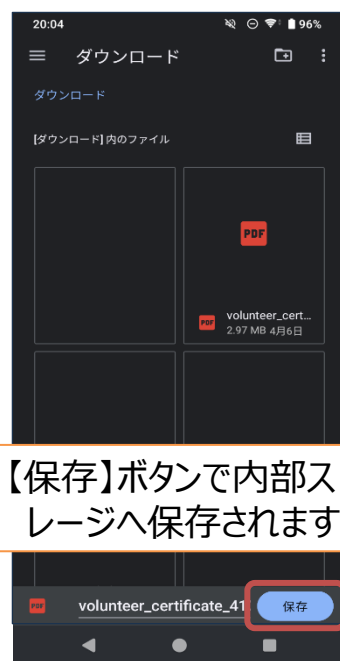 20:04 96%
ダウンロード
ダウンロード
[ダウンロード] 内のファイル
PDF
PDF volunteer_cert...
2.97 MB 4月6日
【保存】ボタンで内部ス
レージへ保存されます
PDF volunteer_certificate_41 保存